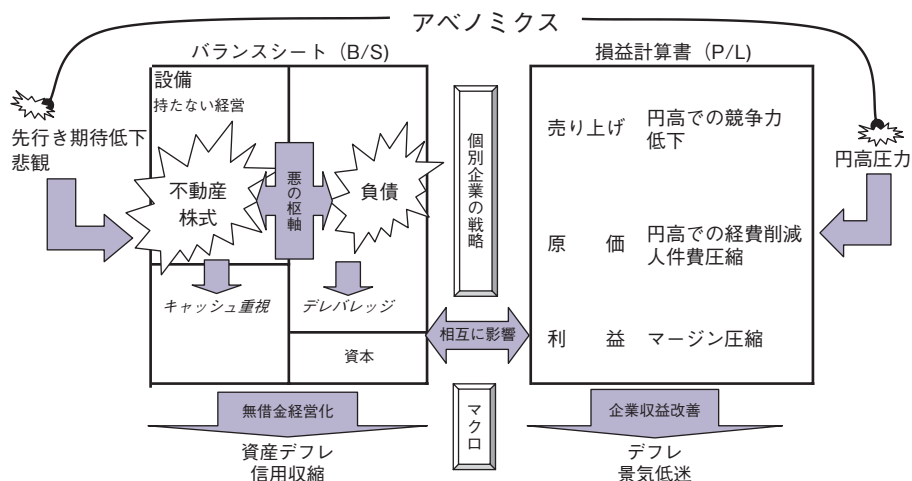 アベノミクス
バランスシート（B/S）
損益計算書（P/L）
先行き期待低下
悲観
設備
持たない経営
不動産
株式
悪の枢軸
負債
キャッシュ重視
デレバレッジ
資本
個別企業の戦略
相互に影響
マクロ
売り上げ　円高での競争力
低下
原　価　円高での経費削減
人件費圧縮
利　益　マージン圧縮
円高圧力
無借金経営化
資産デフレ
信用収縮
企業収益改善
デフレ
景気低迷